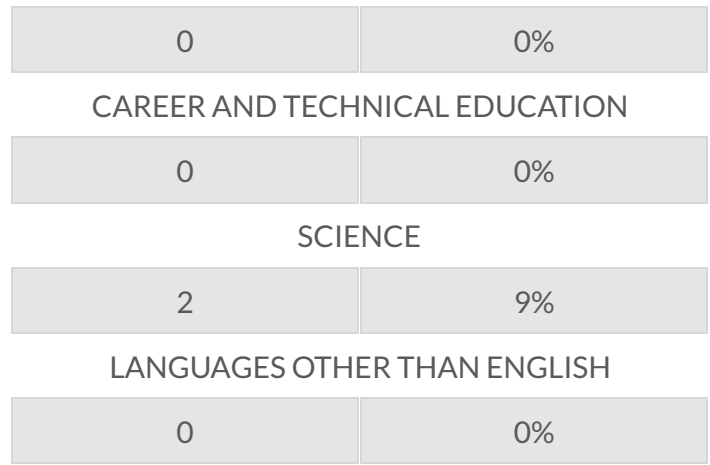 0 0%
CAREER AND TECHNICAL EDUCATION
0 0%
SCIENCE
2 9%
LANGUAGES OTHER THAN ENGLISH
0 0%